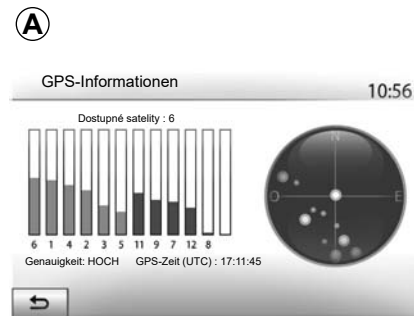 A
GPS-Informationen
10:56
Dostupné satelity : 6
N
O
E
6 1 4 2 3 5 11 9 7 12 8
Genauigkeit: HOCH GPS-Zeit (UTC) : 17:11:45